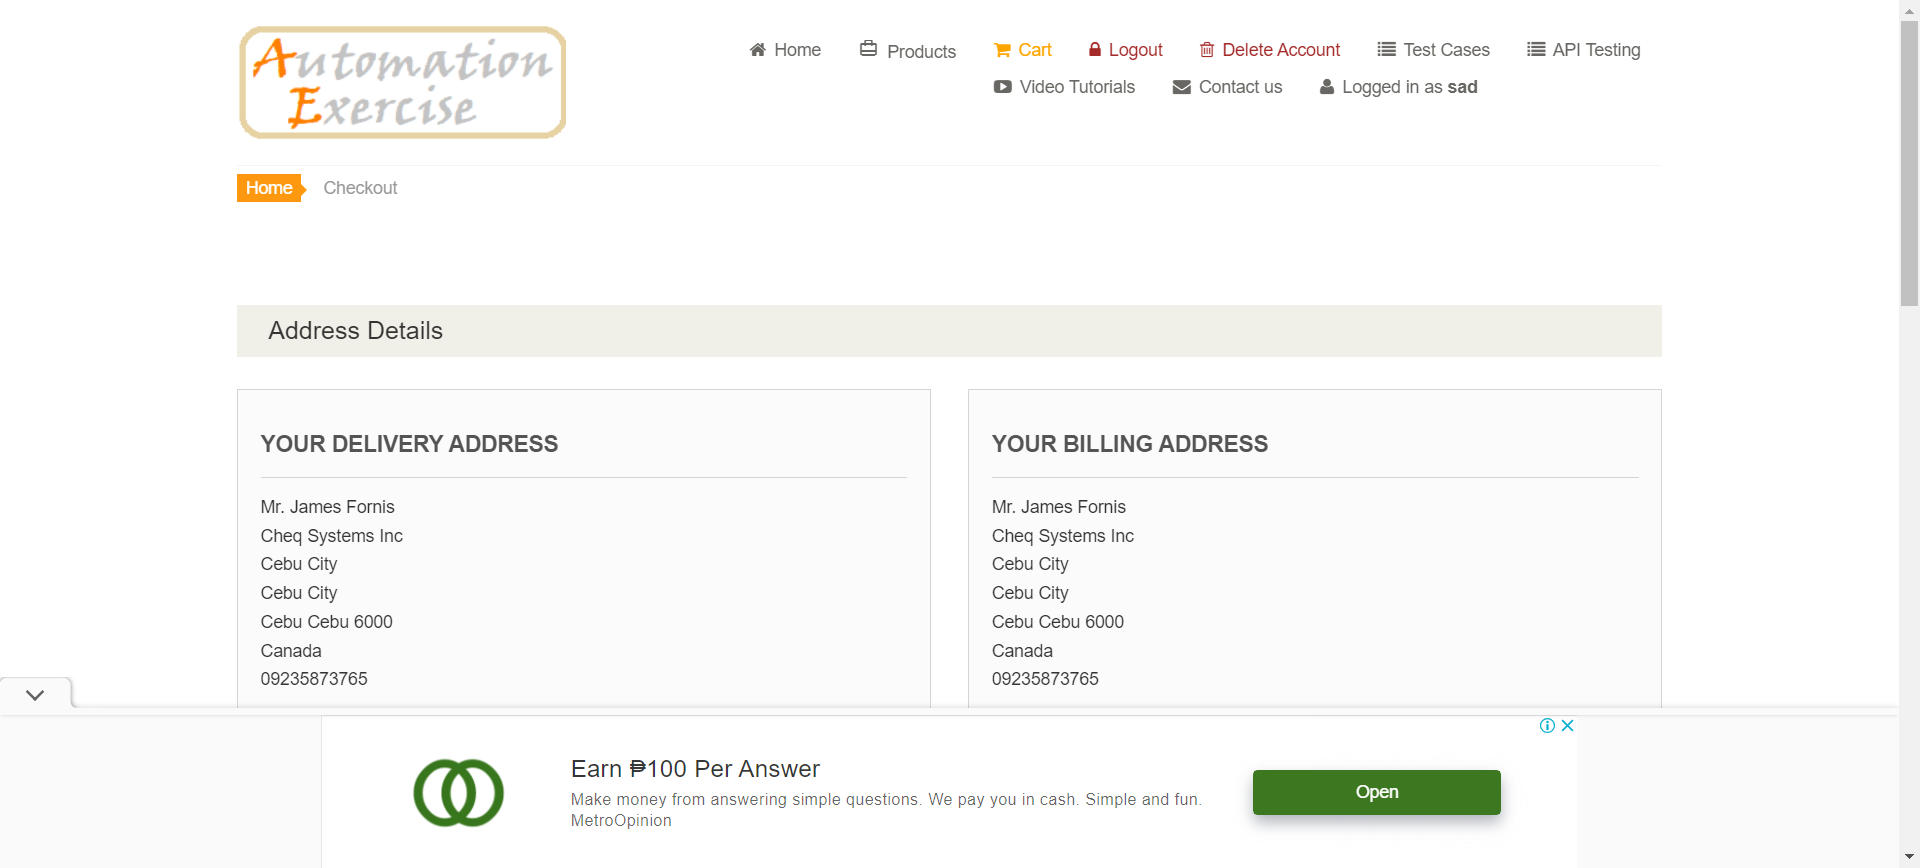 Automation
Exercise
Home
Products
Cart
Logout
Delete Account
Test Cases
API Testing
Video Tutorials
Contact us
Logged in as sad
Home
Checkout
Address Details
YOUR DELIVERY ADDRESS
Mr. James Fornis
Cheq Systems Inc
Cebu City
Cebu City
Cebu Cebu 6000
Canada
09235873765
YOUR BILLING ADDRESS
Mr. James Fornis
Cheq Systems Inc
Cebu City
Cebu City
Cebu Cebu 6000
Canada
09235873765
Earn ₱100 Per Answer
Make money from answering simple questions. We pay you in cash. Simple and fun.
MetroOpinion
Open